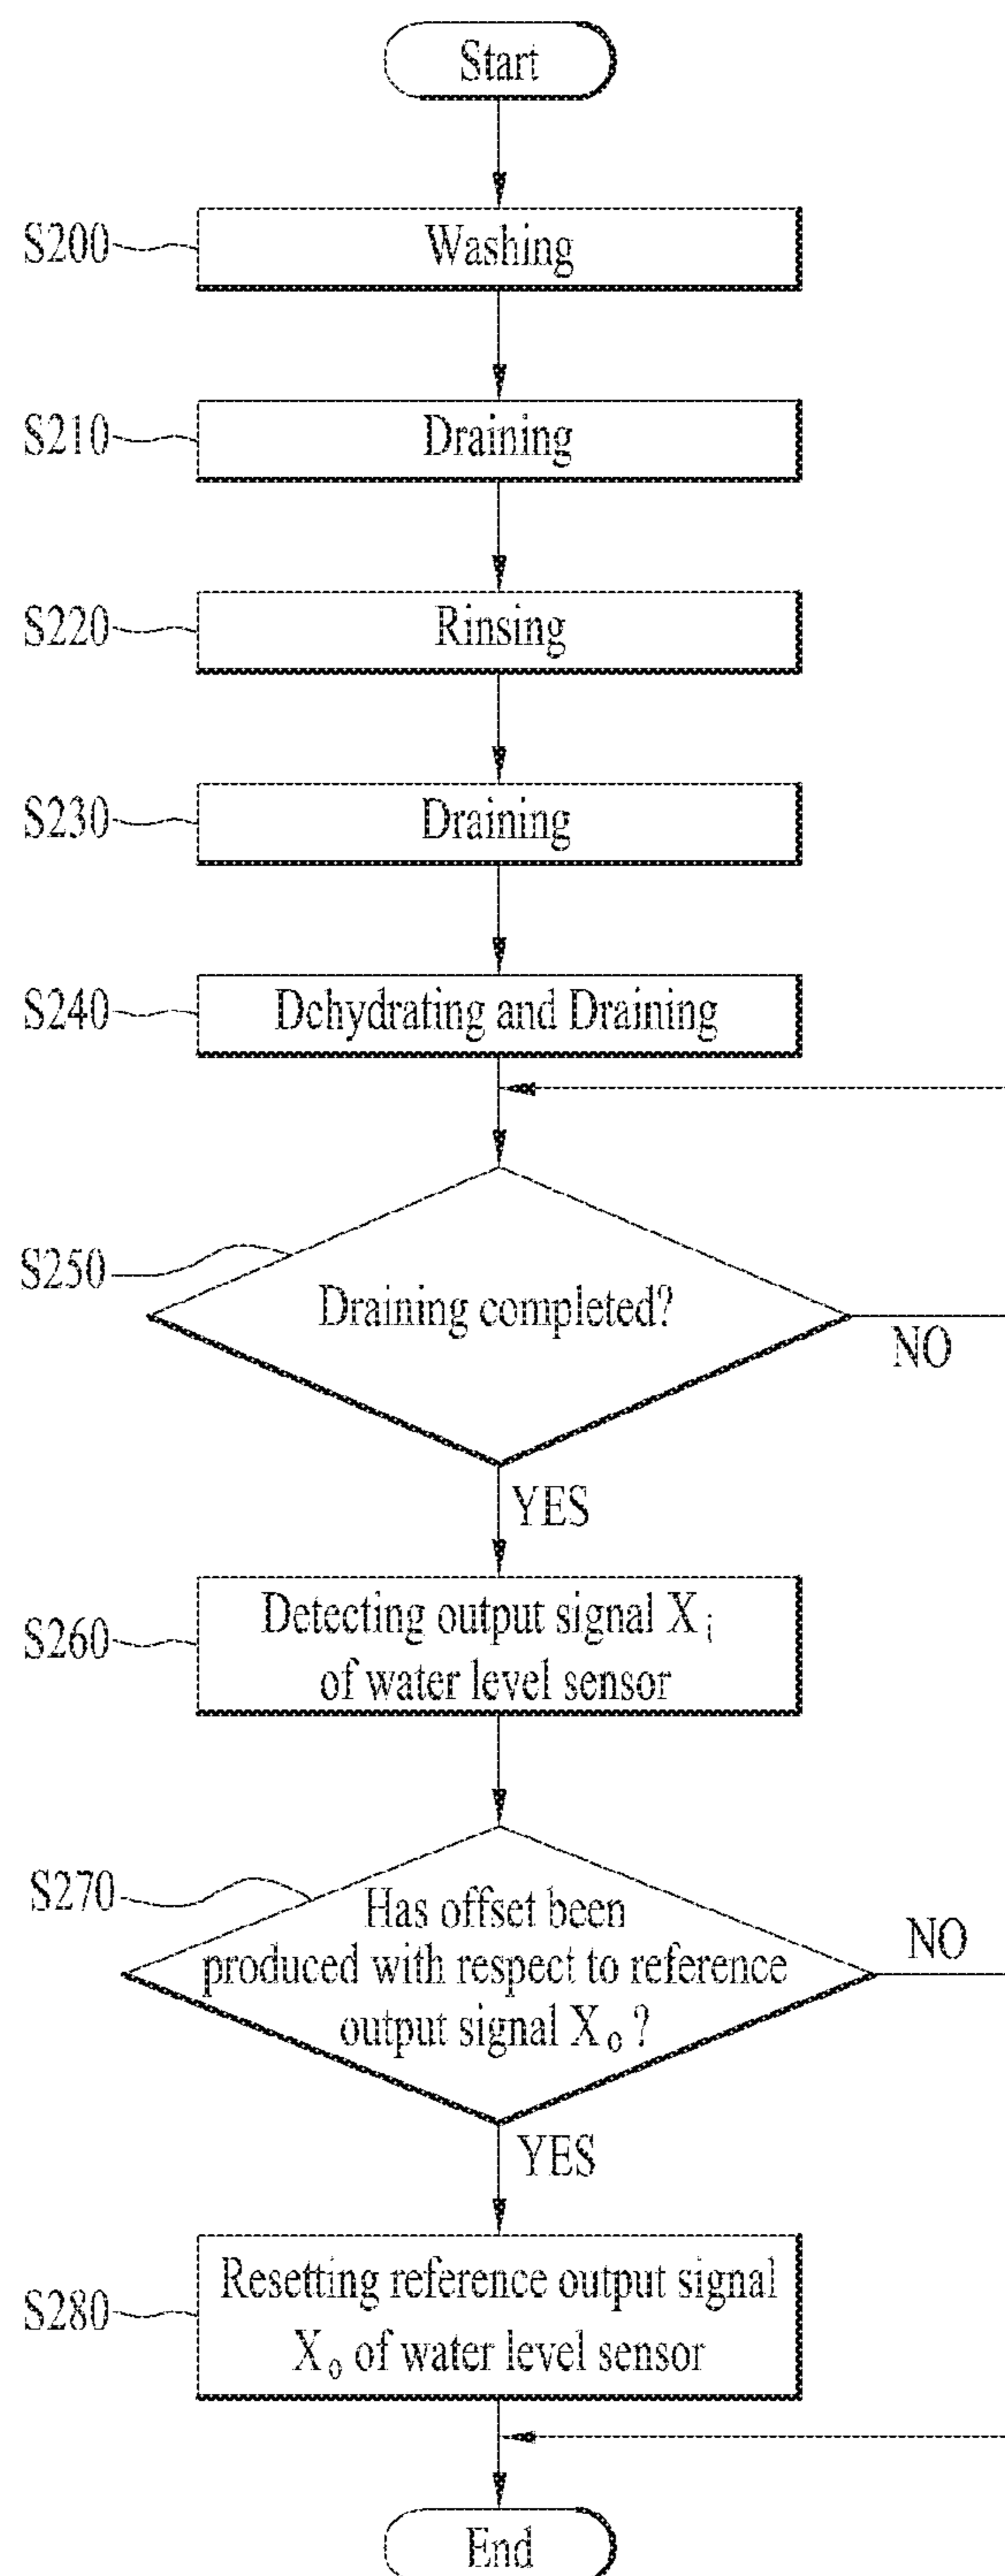 Start
S200
Washing
S210
Draining
S220
Rinsing
S230
Draining
S240
Dehydrating and Draining
S250
Draining completed?
NO
YES
S260
Detecting output signal Xi
of water level sensor
S270
Has offset been
produced with respect to reference
output signal Xo ?
NO
YES
S280
Resetting reference output signal
Xo of water level sensor
End